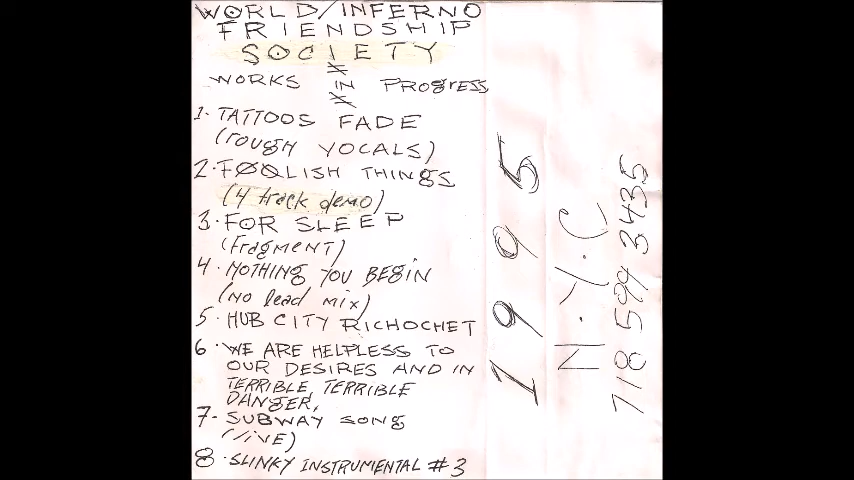 WORLD/INFERNO
FRIENDSHIP
SOCIETY
WORKS IN PROgRESS
1. TATTOOS FADE
(rough VOCALS)
2. FOOLISH THINGS
(4 track demo)
3. FOR SLEEP
(FRAgMENT)
4. NOTHINg YOU BEgIN
(NO lead mix)
5. HUB CITY RICHOCHET
6. WE ARE HELPLESS TO
OUR DESIRES AND IN
TERRIBLE, TERRIBLE
DANGER,
7- SUBWAY SONg
(liVE)
8. SLINKY INSTRUMENTAL #3
1995
N.Y.C
718 599 3435